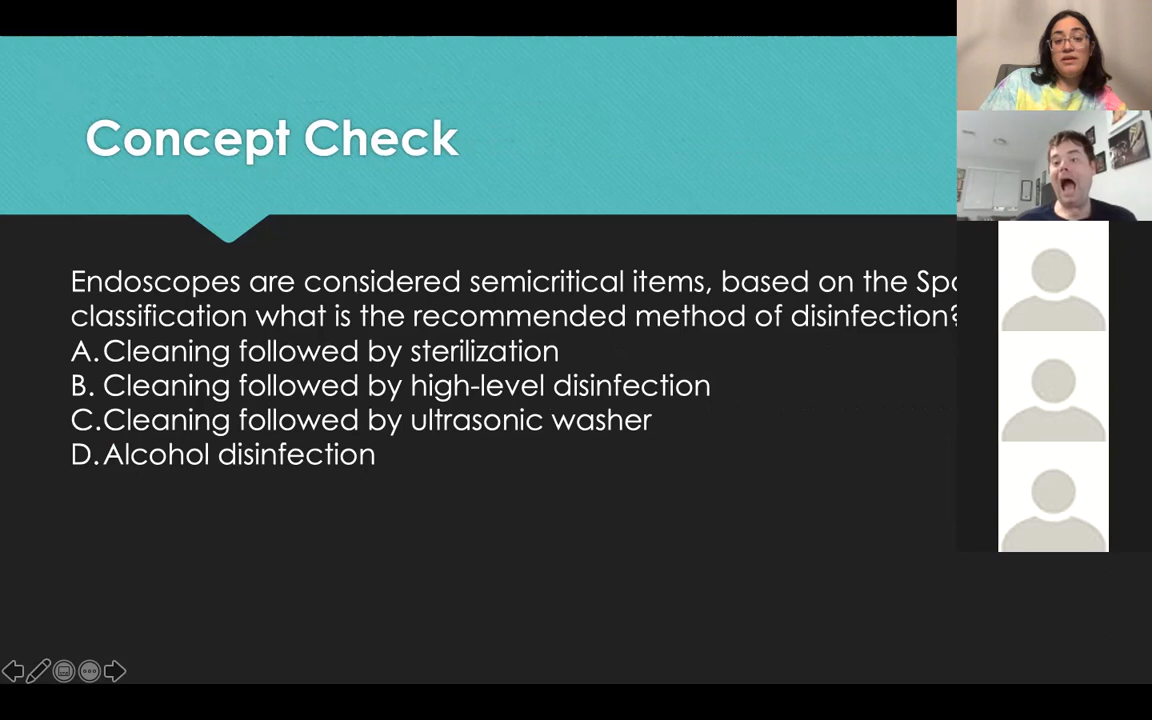 Concept Check
Endoscopes are considered semicritical items, based on the
classification what is the recommended method of disinfection?
A. Cleaning followed by sterilization
B. Cleaning followed by high-level disinfection
C. Cleaning followed by ultrasonic washer
D. Alcohol disinfection